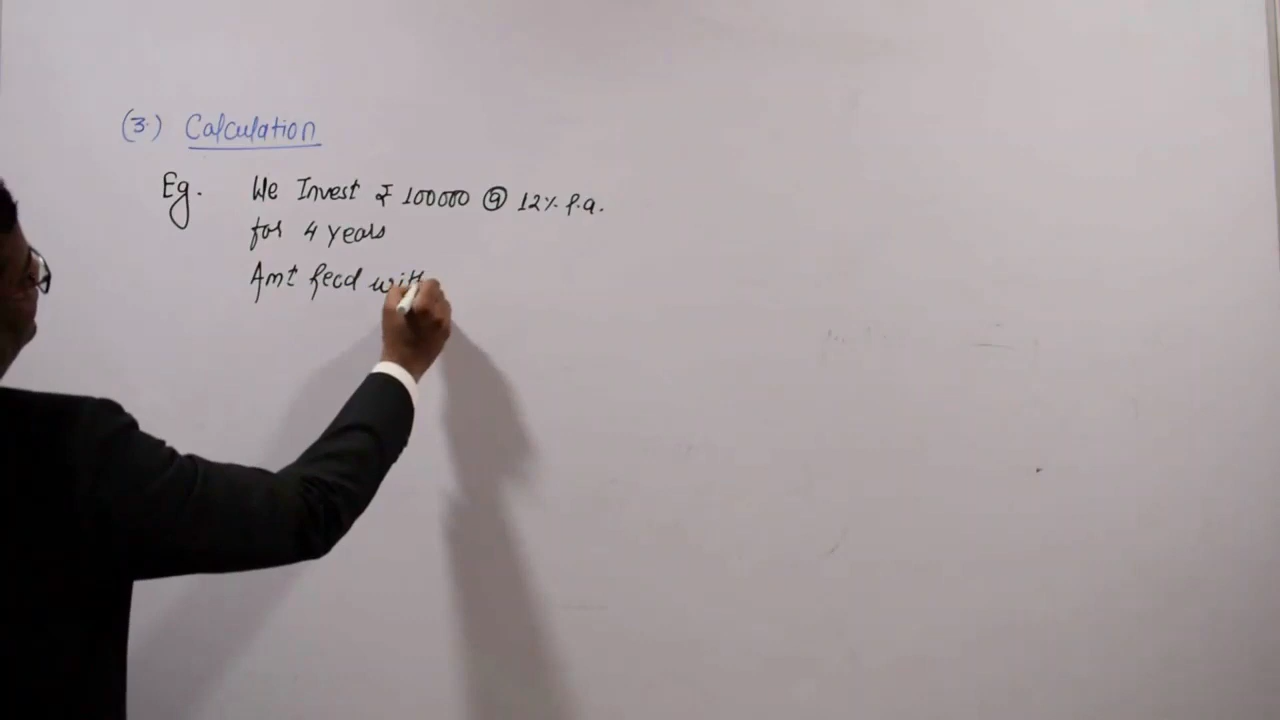 (3.) Calculation
Eg. We Invest ₹ 100000 @ 12% p.a.
for 4 years
Amt recd with